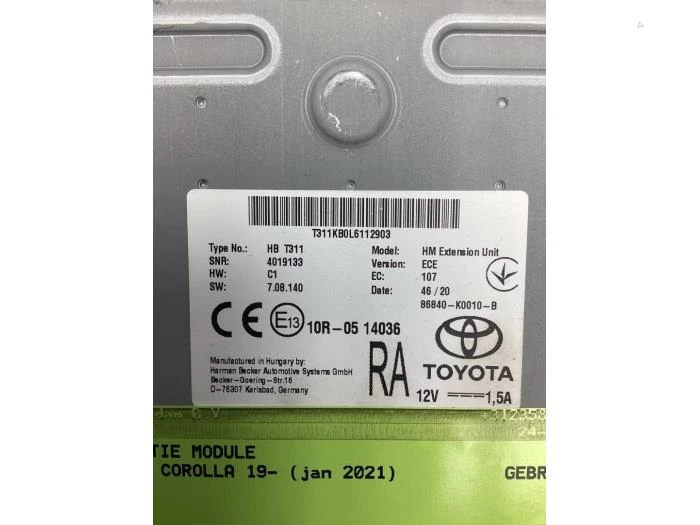 T311KB0L6112903
Type No.: HB T311 Model: HM Extension Unit
SNR: 4019133 Version: ECE
HW: C1 EC: 107
SW: 7.08.140 Date: 46/20
86840-K0010-B
CE E13 10R-05 14036
Manufactured in Hungary by:
Harman Becker Automotive Systems GmbH
Becker-Goering-Str.16
D-76307 Karlsbad, Germany
RA
TOYOTA
12V 1,5A
dam B.V
TIE MODULE
COROLLA 19- (jan 2021) GEBR